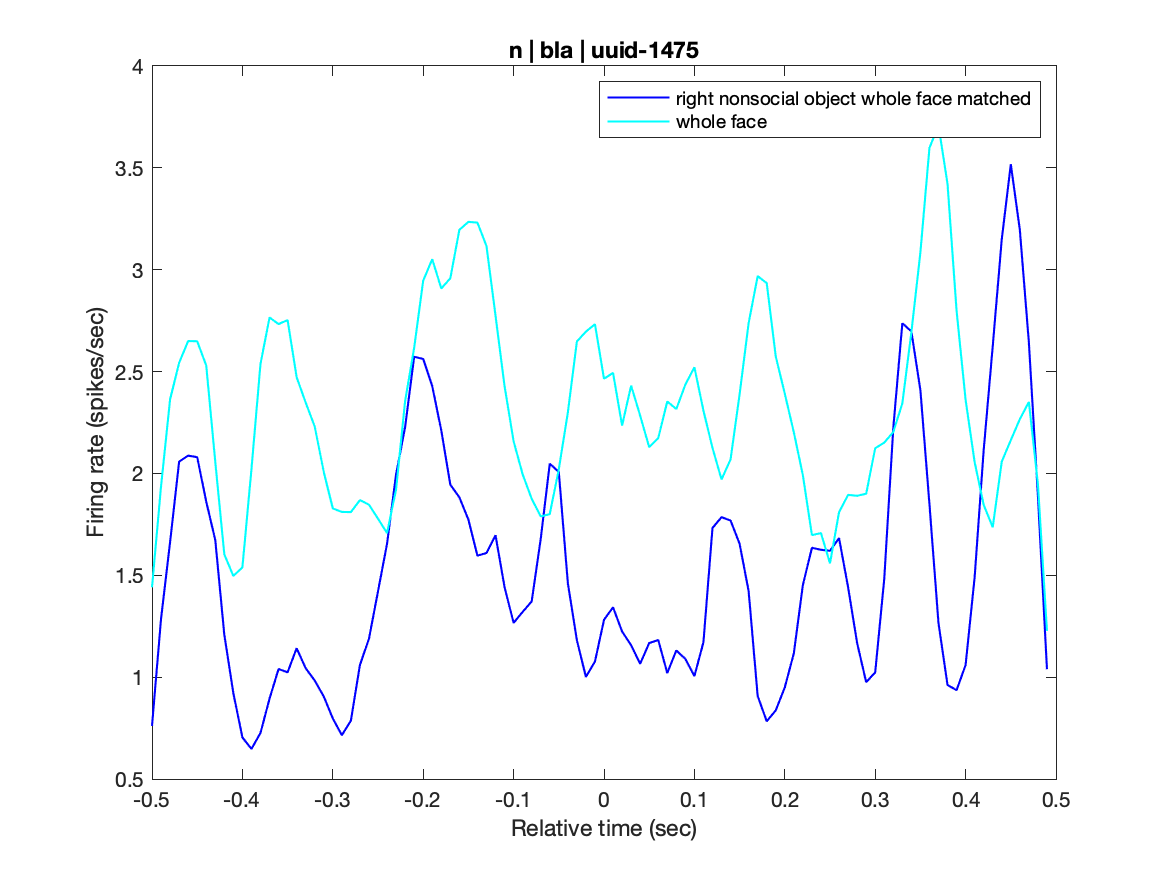 n | bla | uuid-1475
right nonsocial object whole face matched
whole face
4
3.5
3
2.5
2
1.5
1
0.5
Firing rate (spikes/sec)
-0.5 -0.4 -0.3 -0.2 -0.1 0 0.1 0.2 0.3 0.4 0.5
Relative time (sec)